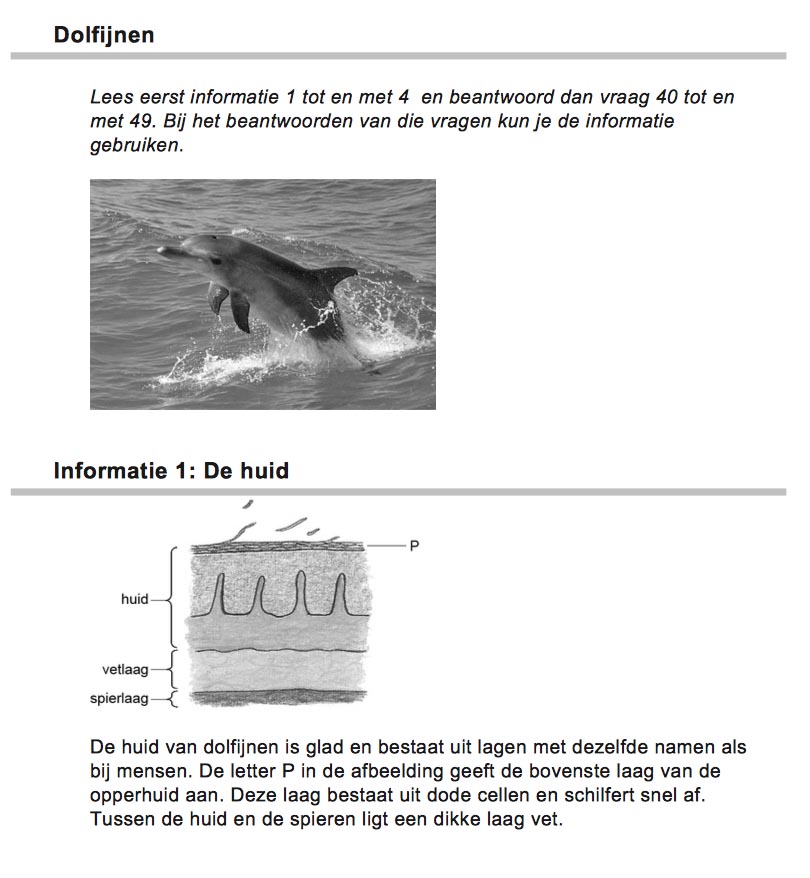 Dolfijnen
Lees eerst informatie 1 tot en met 4 en beantwoord dan vraag 40 tot en
met 49. Bij het beantwoorden van die vragen kun je de informatie
gebruiken.
Informatie 1: De huid
P
huid
vetlaag
spierlaag
De huid van dolfijnen is glad en bestaat uit lagen met dezelfde namen als
bij mensen. De letter P in de afbeelding geeft de bovenste laag van de
opperhuid aan. Deze laag bestaat uit dode cellen en schilfert snel af.
Tussen de huid en de spieren ligt een dikke laag vet.